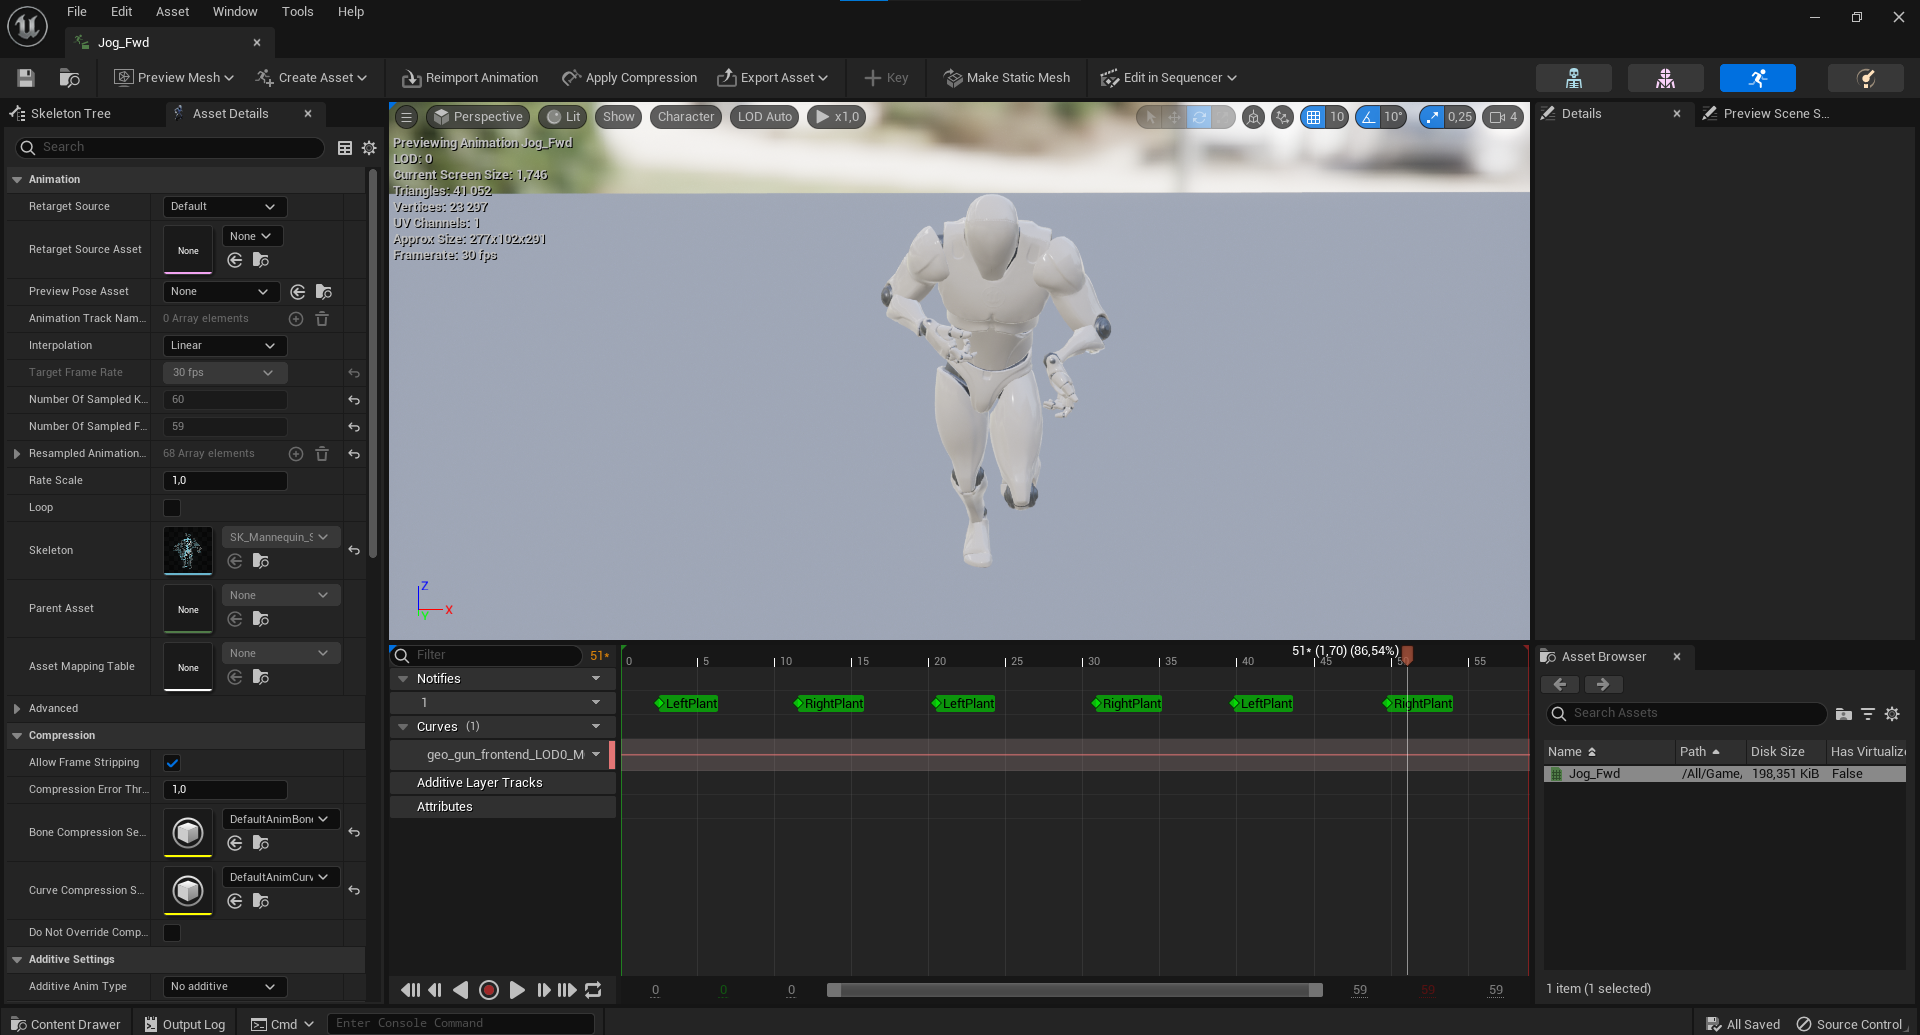 File Edit Asset Window Tools Help
Jog_Fwd
Preview Mesh Create Asset Reimport Animation Apply Compression Export Asset Key Make Static Mesh Edit in Sequencer
Skeleton Tree Asset Details
Search
Animation
Retarget Source Default
Retarget Source Asset None None
Preview Pose Asset None
Animation Track Nam... 0 Array elements
Interpolation Linear
Target Frame Rate 30 fps
Number Of Sampled K... 60
Number Of Sampled F... 59
Resampled Animation... 68 Array elements
Rate Scale 1,0
Loop
Skeleton SK_Mannequin_S
Parent Asset None None
Asset Mapping Table None None
Advanced
Compression
Allow Frame Stripping
Compression Error Thr... 1,0
Bone Compression Se... DefaultAnimBon
Curve Compression S... DefaultAnimCurv
Do Not Override Comp...
Additive Settings
Additive Anim Type No additive
Perspective Lit Show Character LOD Auto x1,0 10 10° 0,25 4
Previewing Animation Jog_Fwd
LOD: 0
Current Screen Size: 1,746
Triangles: 41 052
Vertices: 23 297
UV Channels: 1
Approx Size: 277x102x291
Framerate: 30 fps
Z
X
Y
Filter 51*
51* (1,70) (86,54%)
0 5 10 15 20 25 30 35 40 45 50 55
Notifies
1 LeftPlant RightPlant LeftPlant RightPlant LeftPlant RightPlant
Curves (1)
geo_gun_frontend_LOD0_M
Additive Layer Tracks
Attributes
0 0 0 59 59 59
Details Preview Scene S...
Asset Browser
Search Assets
Name Path Disk Size Has Virtualize
Jog_Fwd /All/Game, 198,351 KiB False
1 item (1 selected)
Content Drawer Output Log Cmd Enter Console Command All Saved Source Control